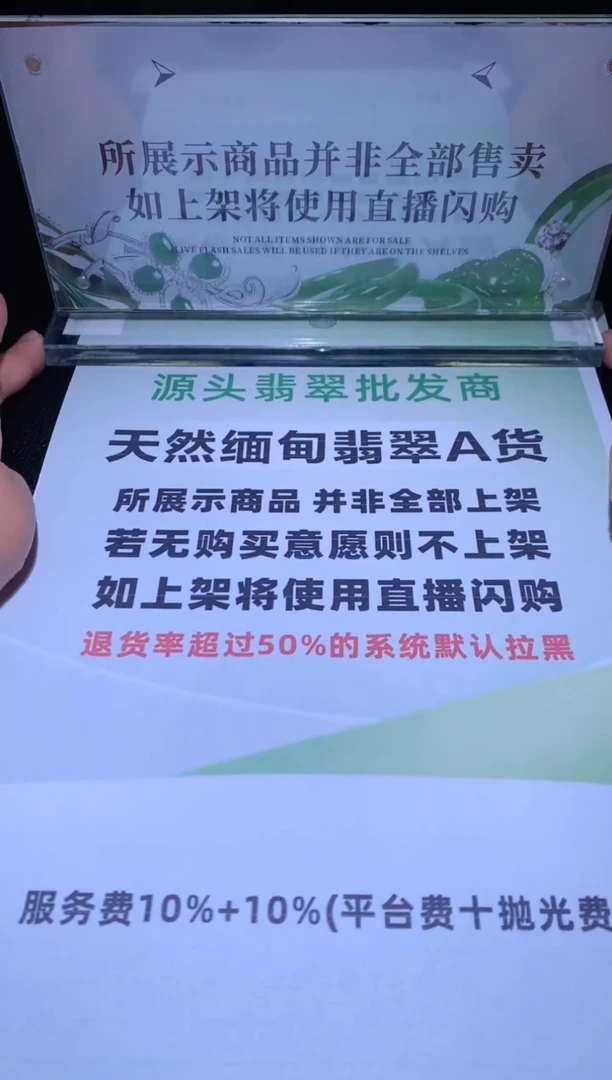 所展示商品并非全部售卖
如上架将使用直播闪购
NOT ALL ITEMS SHOWN ARE FOR SALE
LIVE FLASH SALES WILL BE USED IF THEY ARE ON THE SHELVES
源头翡翠批发商
天然缅甸翡翠A货
所展示商品 并非全部上架
若无购买意愿则不上架
如上架将使用直播闪购
退货率超过50%的系统默认拉黑
服务费10%+10%(平台费十抛光费